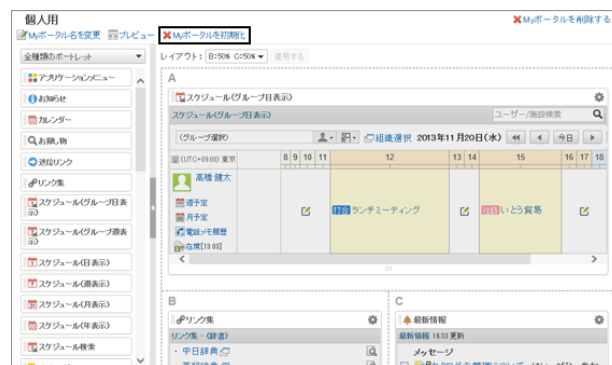 個人用
Myポータル名を変更 プレビュー Myポータルを初期化 Myポータルを削除する
全種類のポートレット
レイアウト: B:50% C:50% 適用する
アプリケーションメニュー
お知らせ
カレンダー
お探し物
送信リンク
リンク集
スケジュール(グループ日表示)
スケジュール(グループ週表示)
スケジュール(日表示)
スケジュール(週表示)
スケジュール(月表示)
スケジュール(年表示)
スケジュール検索
A
スケジュール(グループ日表示)
スケジュール(グループ日表示) ユーザー/施設検索
(グループ選択) 組織選択 2013年11月20日(水) 今日
(UTC+09:00) 東京 8 9 10 11 12 13 14 15 16 17 18
高橋 健太
週予定
月予定
電話メモ履歴
在席
打合 ランチミーティング
いとう貿易
B
リンク集
リンク集 - (辞書)
・中日辞典
C
最新情報
最新情報 16:33 更新
メッセージ